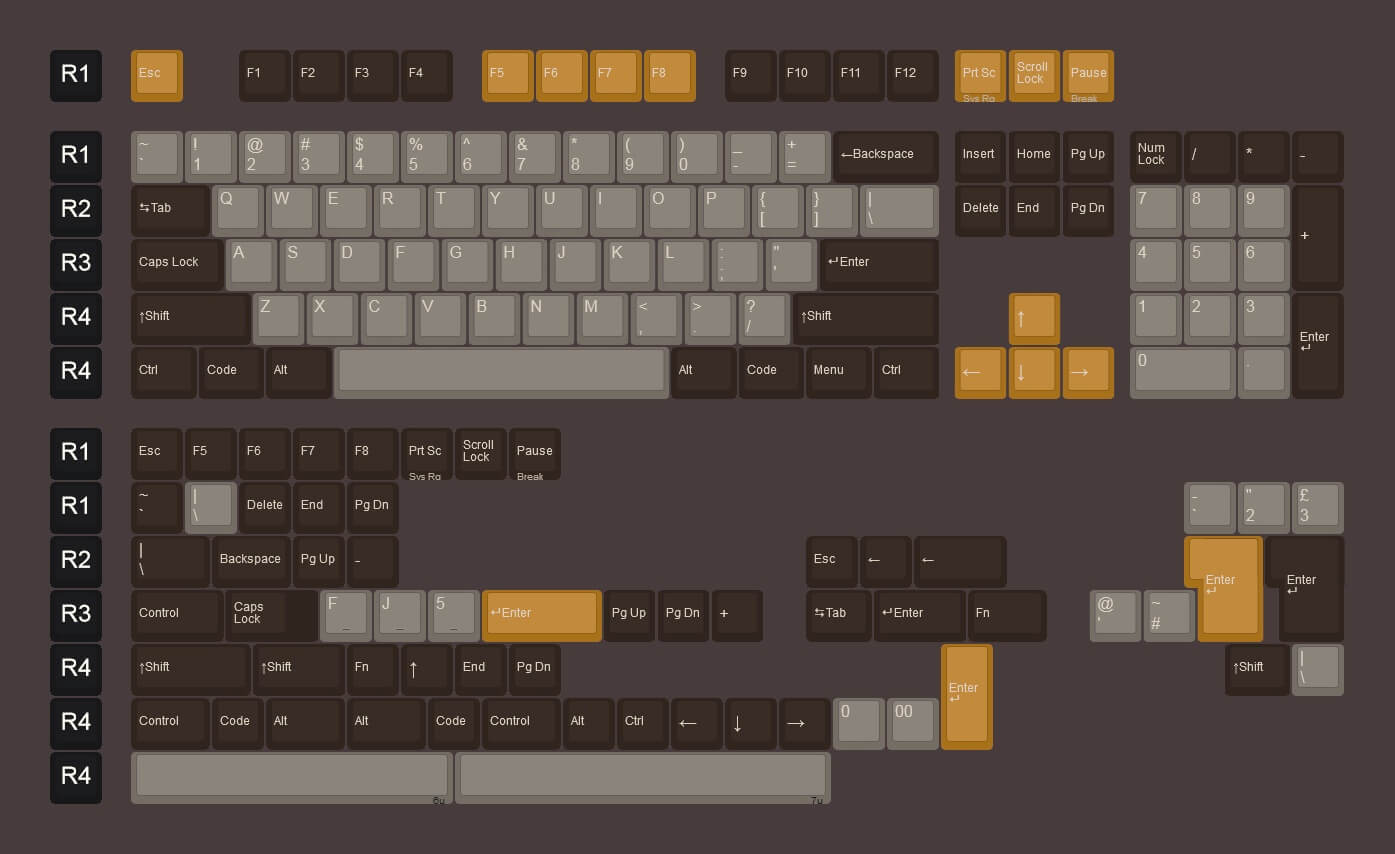 R1 Esc F1 F2 F3 F4 F5 F6 F7 F8 F9 F10 F11 F12 Prt Sc Scroll Lock Pause
Sys Rq Break
R1 ~ ` ! 1 @ 2 # 3 $ 4 % 5 ^ 6 & 7 * 8 ( 9 ) 0 _ - + = ←Backspace Insert Home Pg Up Num Lock / * -
R2 ⇆Tab Q W E R T Y U I O P { [ } ] | \ Delete End Pg Dn 7 8 9 +
R3 Caps Lock A S D F G H J K L : ; " ' ↵Enter 4 5 6
R4 ↑Shift Z X C V B N M < , > . ? / ↑Shift ↑ 1 2 3 Enter ↵
R4 Ctrl Code Alt Alt Code Menu Ctrl ← ↓ → 0 .
R1 Esc F5 F6 F7 F8 Prt Sc Scroll Lock Pause
Sys Rq Break
R1 ~ ` | \ Delete End Pg Dn - ` " 2 £ 3
R2 | \ Backspace Pg Up - Esc ← ← Enter ↵ Enter ↵
R3 Control Caps Lock F _ J _ 5 _ ↵Enter Pg Up Pg Dn + ⇆Tab ↵Enter Fn @ ' ~ #
R4 ↑Shift ↑Shift Fn ↑ End Pg Dn Enter ↵ ↑Shift | \
R4 Control Code Alt Alt Code Control Alt Ctrl ← ↓ → 0 00
R4 6u 7u